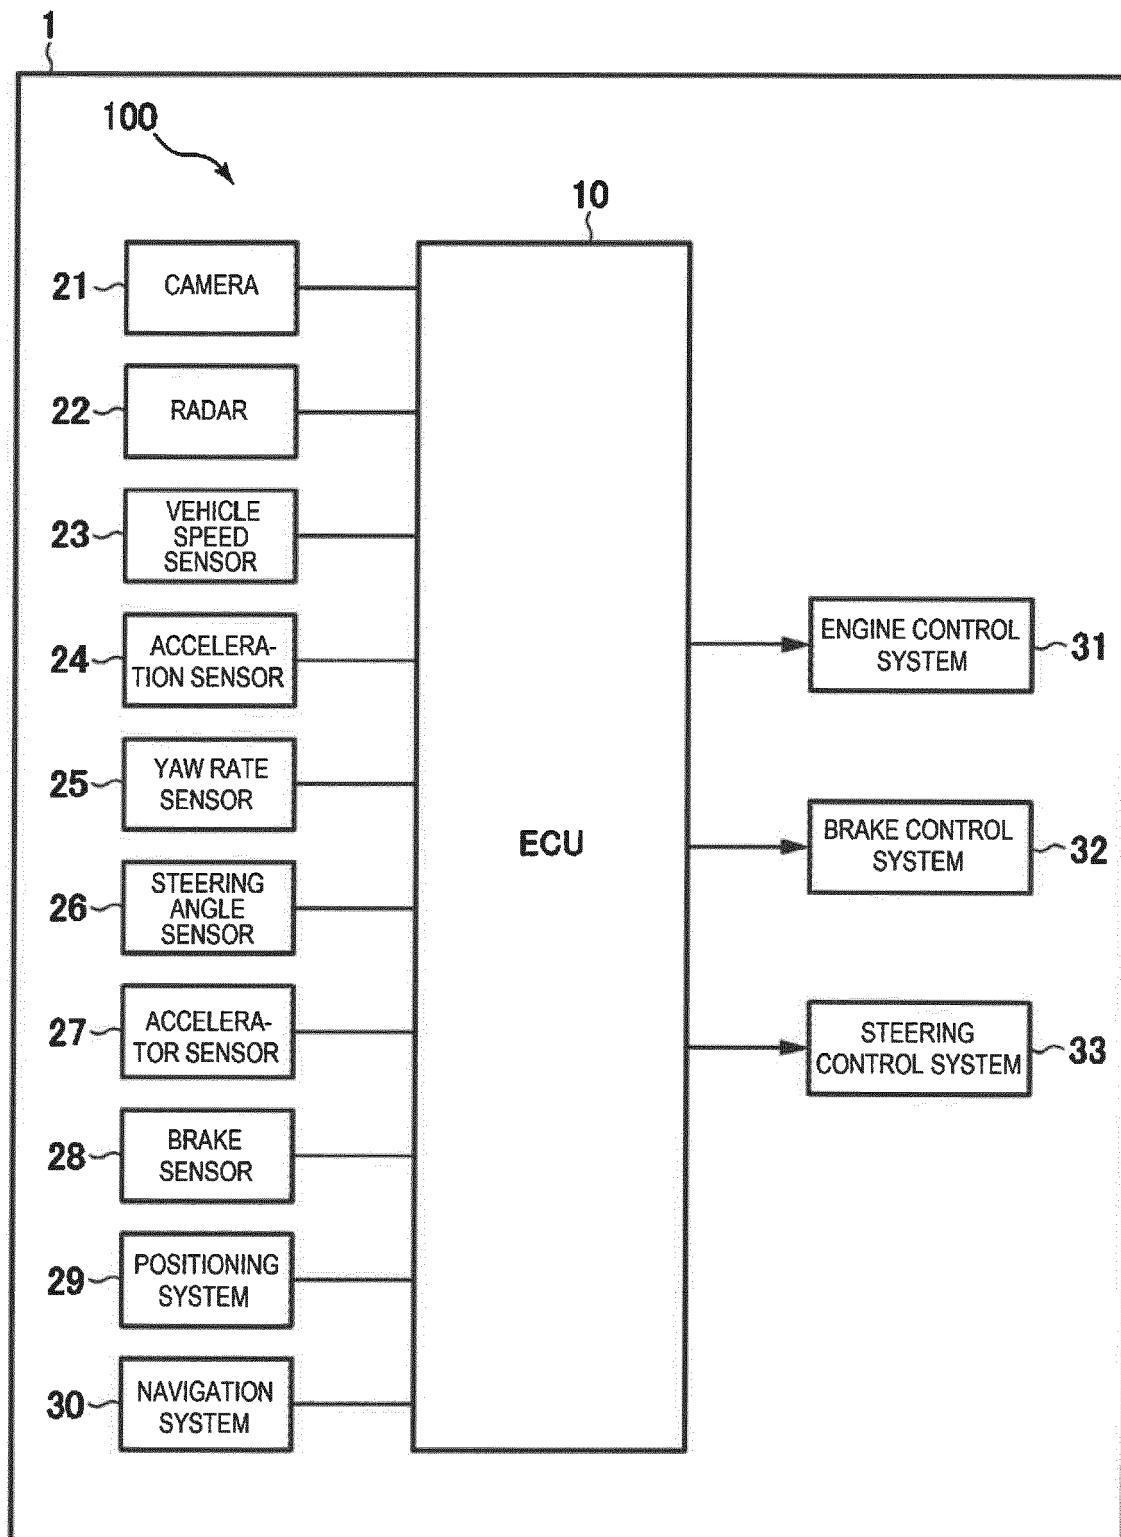 1
100
10
21
CAMERA
22
RADAR
23
VEHICLE
SPEED
SENSOR
24
ACCELERA-
TION SENSOR
25
YAW RATE
SENSOR
26
STEERING
ANGLE
SENSOR
27
ACCELERA-
TOR SENSOR
28
BRAKE
SENSOR
29
POSITIONING
SYSTEM
30
NAVIGATION
SYSTEM
ECU
ENGINE CONTROL
SYSTEM
31
BRAKE CONTROL
SYSTEM
32
STEERING
CONTROL SYSTEM
33